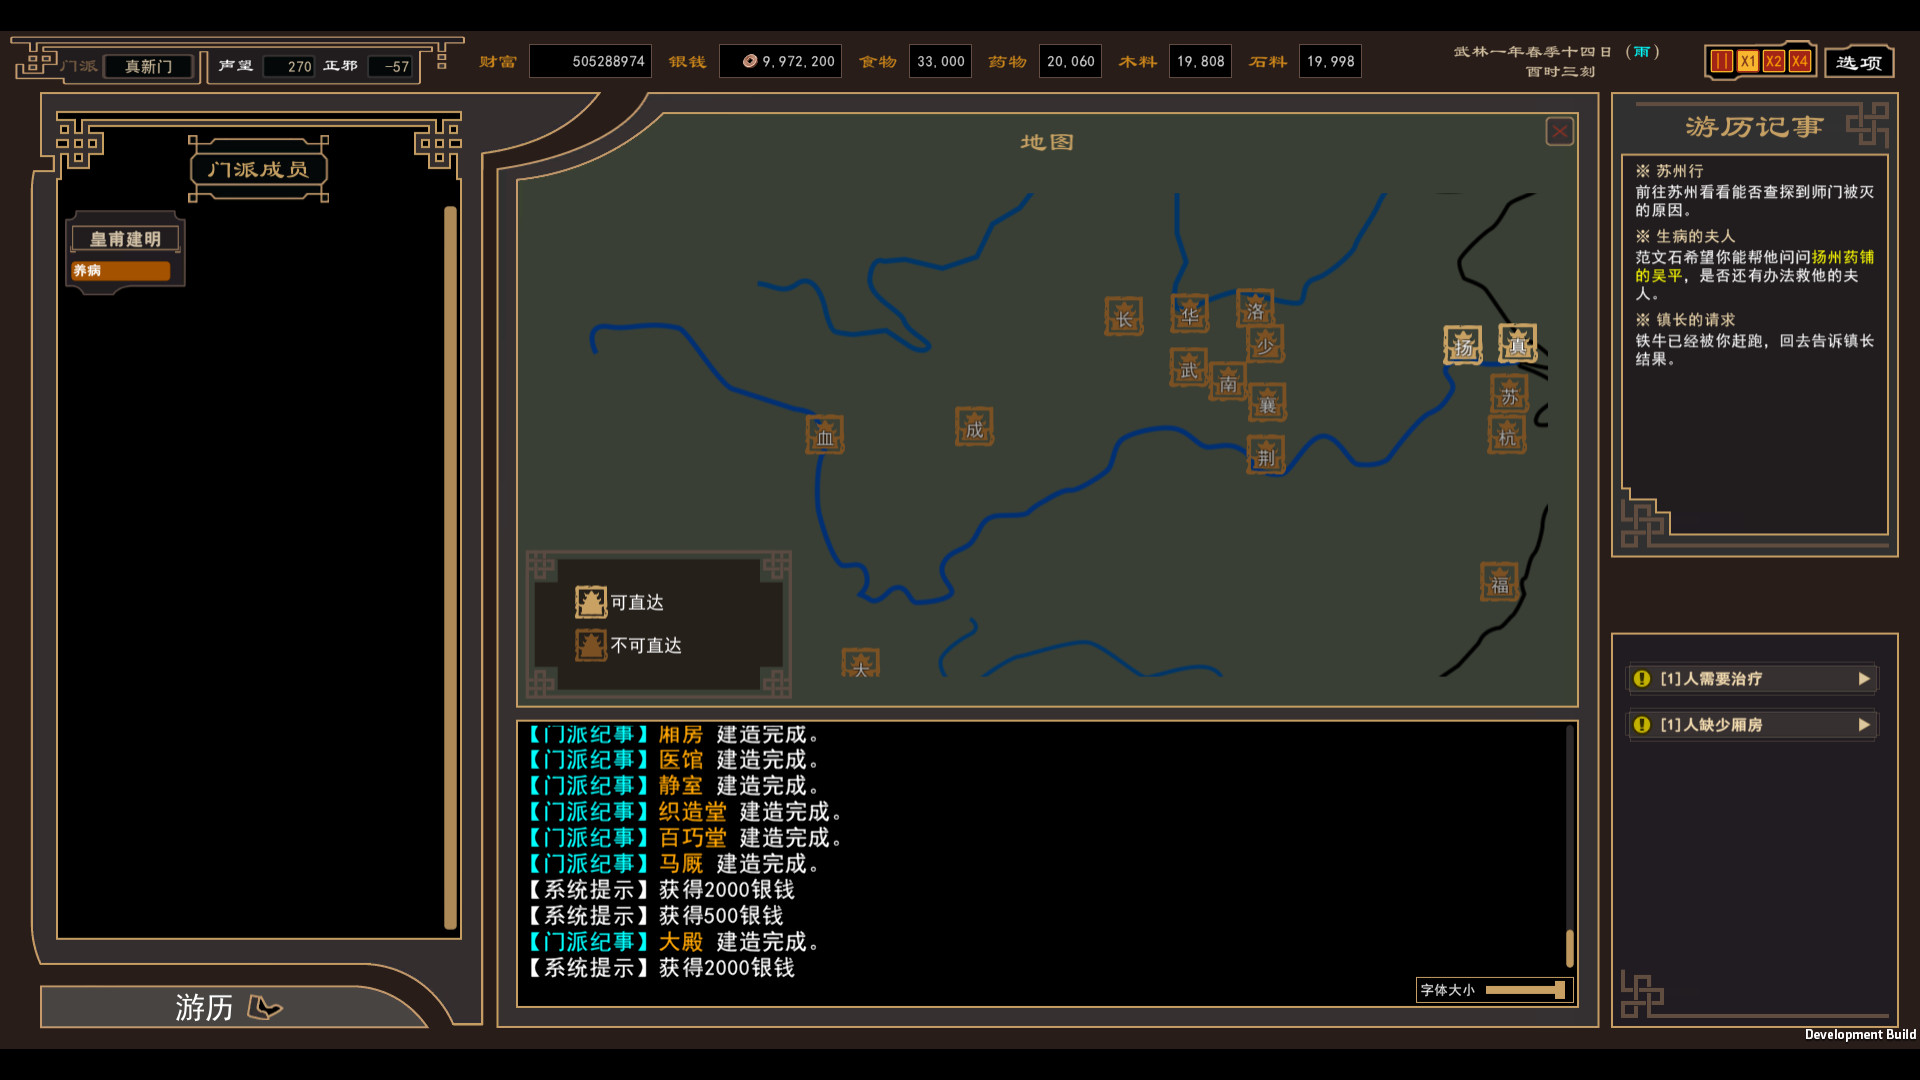 门派 真新门 声望 270 正邪 -57 财富 505288974 银钱 9,972,200 食物 33,000 药物 20,060 木料 19,808 石料 19,998
武林一年春季十四日 (雨)
酉时三刻
X1 X2 X4
选项
门派成员
皇甫建明
养病
游历
地图
长
华
洛
少
武
南
襄
荆
扬
真
苏
杭
血
成
福
大
可直达
不可直达
【门派纪事】厢房 建造完成。
【门派纪事】医馆 建造完成。
【门派纪事】静室 建造完成。
【门派纪事】织造堂 建造完成。
【门派纪事】百巧堂 建造完成。
【门派纪事】马厩 建造完成。
【系统提示】获得2000银钱
【系统提示】获得500银钱
【门派纪事】大殿 建造完成。
【系统提示】获得2000银钱
字体大小
游历记事
※ 苏州行
前往苏州看看能否查探到师门被灭
的原因。
※ 生病的夫人
范文石希望你能帮他问问扬州药铺
的吴平，是否还有办法救他的夫
人。
※ 镇长的请求
铁牛已经被你赶跑，回去告诉镇长
结果。
[1]人需要治疗
[1]人缺少厢房
Development Build